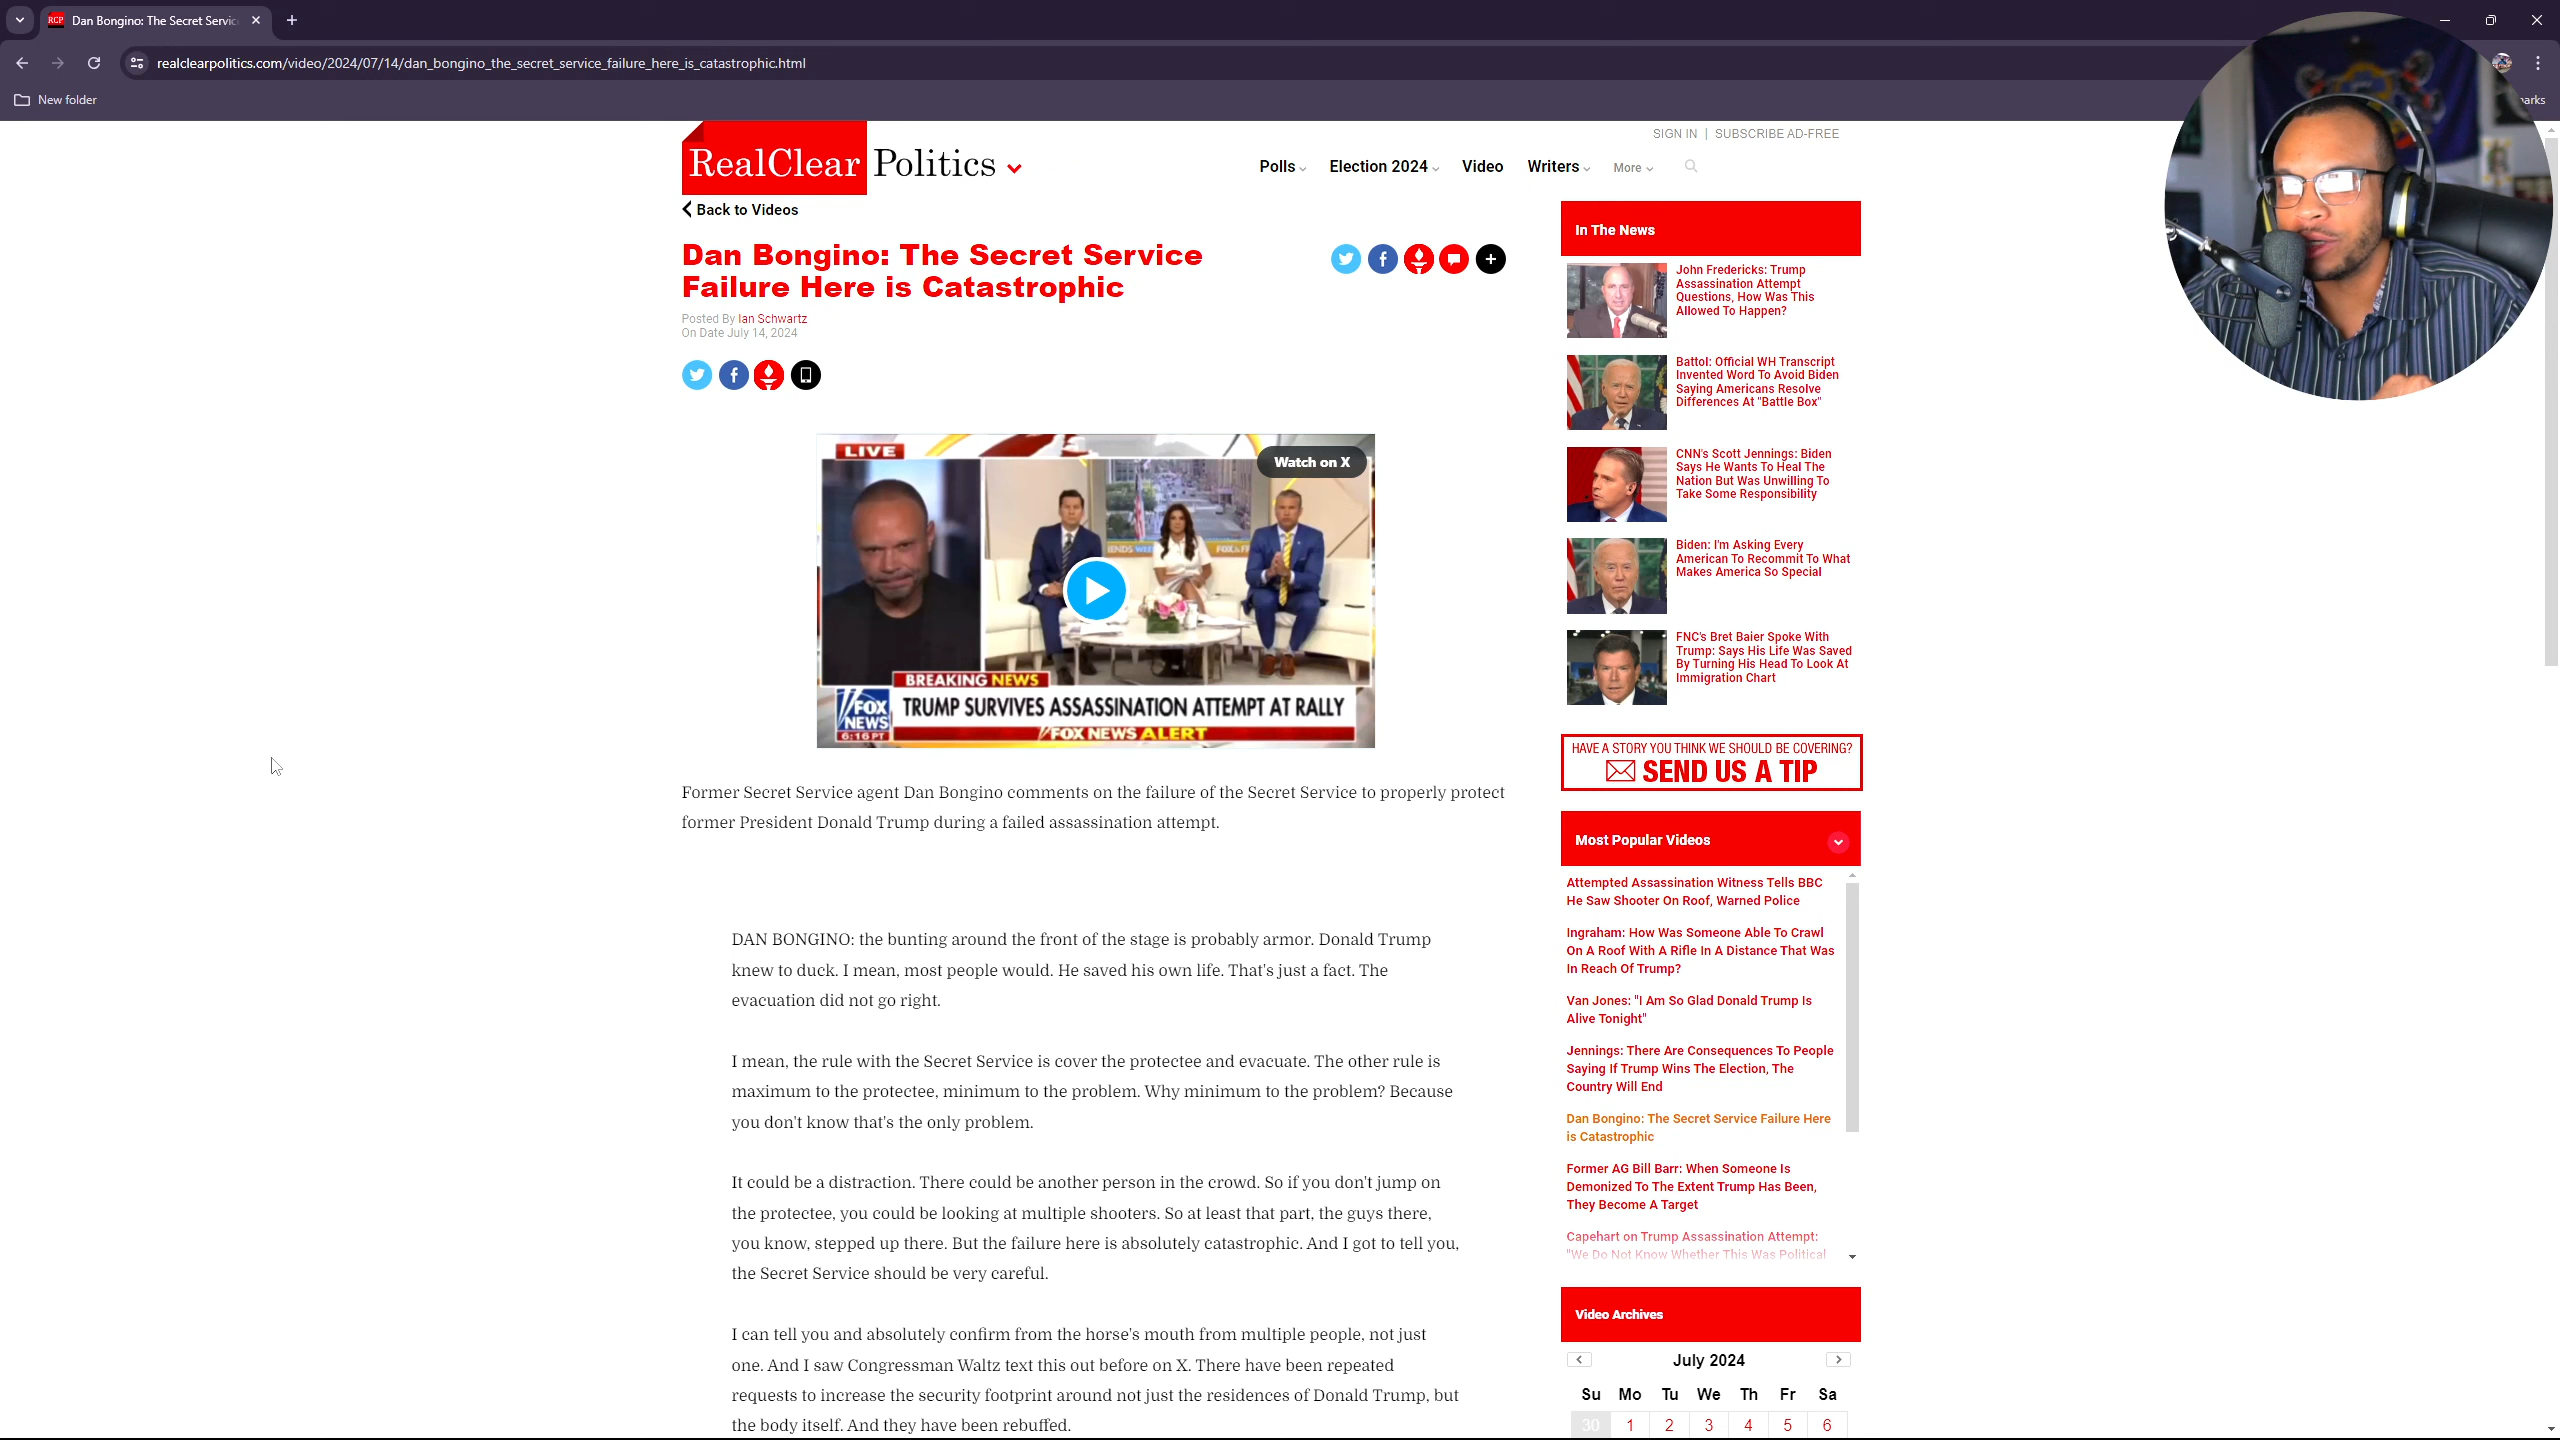 RCP Dan Bongino: The Secret Servic
realclearpolitics.com/video/2024/07/14/dan_bongino_the_secret_service_failure_here_is_catastrophic.html
New folder
arks
SIGN IN | SUBSCRIBE AD-FREE
RealClear Politics
Polls Election 2024 Video Writers More
Back to Videos
Dan Bongino: The Secret Service
Failure Here is Catastrophic
Posted By Ian Schwartz
On Date July 14, 2024
LIVE
Watch on X
BREAKING NEWS
FOX NEWS
TRUMP SURVIVES ASSASSINATION ATTEMPT AT RALLY
6:16 PT
FOX NEWS ALERT
Former Secret Service agent Dan Bongino comments on the failure of the Secret Service to properly protect
former President Donald Trump during a failed assassination attempt.
DAN BONGINO: the bunting around the front of the stage is probably armor. Donald Trump
knew to duck. I mean, most people would. He saved his own life. That's just a fact. The
evacuation did not go right.
I mean, the rule with the Secret Service is cover the protectee and evacuate. The other rule is
maximum to the protectee, minimum to the problem. Why minimum to the problem? Because
you don't know that's the only problem.
It could be a distraction. There could be another person in the crowd. So if you don't jump on
the protectee, you could be looking at multiple shooters. So at least that part, the guys there,
you know, stepped up there. But the failure here is absolutely catastrophic. And I got to tell you,
the Secret Service should be very careful.
I can tell you and absolutely confirm from the horse's mouth from multiple people, not just
one. And I saw Congressman Waltz text this out before on X. There have been repeated
requests to increase the security footprint around not just the residences of Donald Trump, but
the body itself. And they have been rebuffed.
In The News
John Fredericks: Trump
Assassination Attempt
Questions, How Was This
Allowed To Happen?
Battol: Official WH Transcript
Invented Word To Avoid Biden
Saying Americans Resolve
Differences At "Battle Box"
CNN's Scott Jennings: Biden
Says He Wants To Heal The
Nation But Was Unwilling To
Take Some Responsibility
Biden: I'm Asking Every
American To Recommit To What
Makes America So Special
FNC's Bret Baier Spoke With
Trump: Says His Life Was Saved
By Turning His Head To Look At
Immigration Chart
HAVE A STORY YOU THINK WE SHOULD BE COVERING?
SEND US A TIP
Most Popular Videos
Attempted Assassination Witness Tells BBC
He Saw Shooter On Roof, Warned Police
Ingraham: How Was Someone Able To Crawl
On A Roof With A Rifle In A Distance That Was
In Reach Of Trump?
Van Jones: "I Am So Glad Donald Trump Is
Alive Tonight"
Jennings: There Are Consequences To People
Saying If Trump Wins The Election, The
Country Will End
Dan Bongino: The Secret Service Failure Here
is Catastrophic
Former AG Bill Barr: When Someone Is
Demonized To The Extent Trump Has Been,
They Become A Target
Capehart on Trump Assassination Attempt:
"We Do Not Know Whether This Was Political
Video Archives
July 2024
Su Mo Tu We Th Fr Sa
30 1 2 3 4 5 6